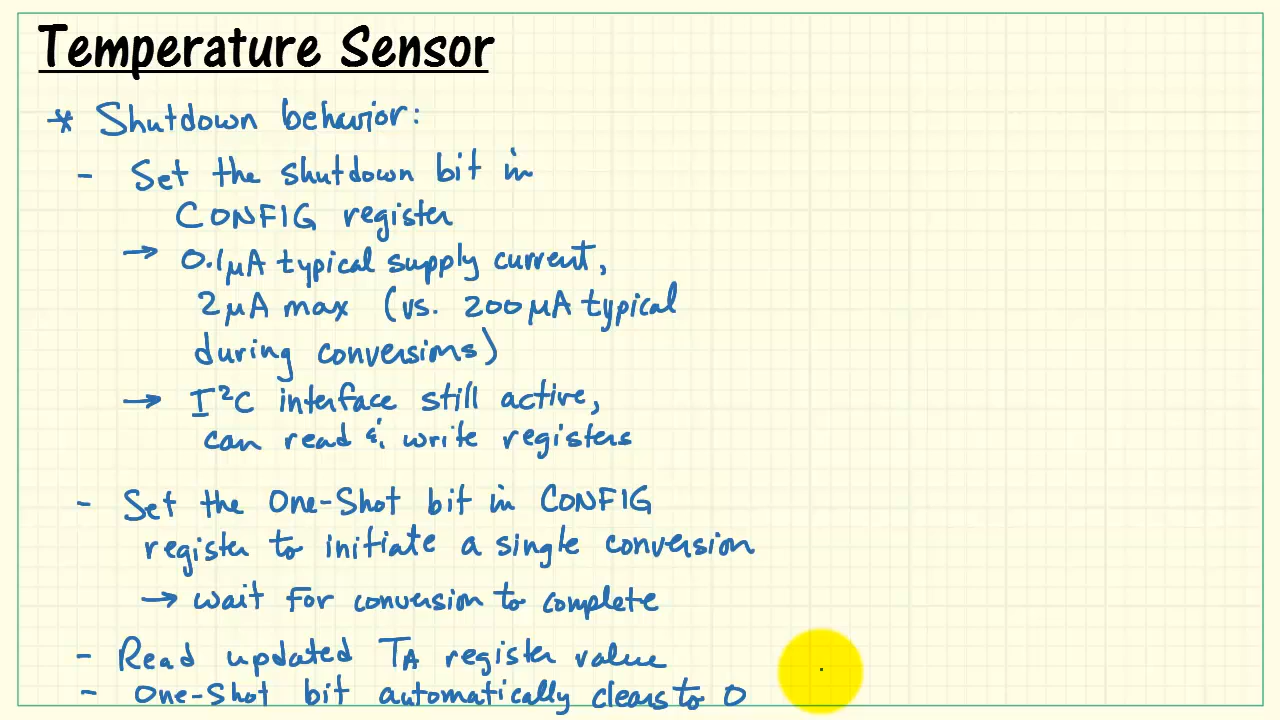 Temperature Sensor
* Shutdown behavior:
- Set the shutdown bit in
CONFIG register
→ 0.1µA typical supply current,
2µA max (vs. 200µA typical
during conversions)
→ I²C interface still active,
can read & write registers
- Set the One-Shot bit in CONFIG
register to initiate a single conversion
→ wait for conversion to complete
- Read updated TA register value
- One-Shot bit automatically clears to 0